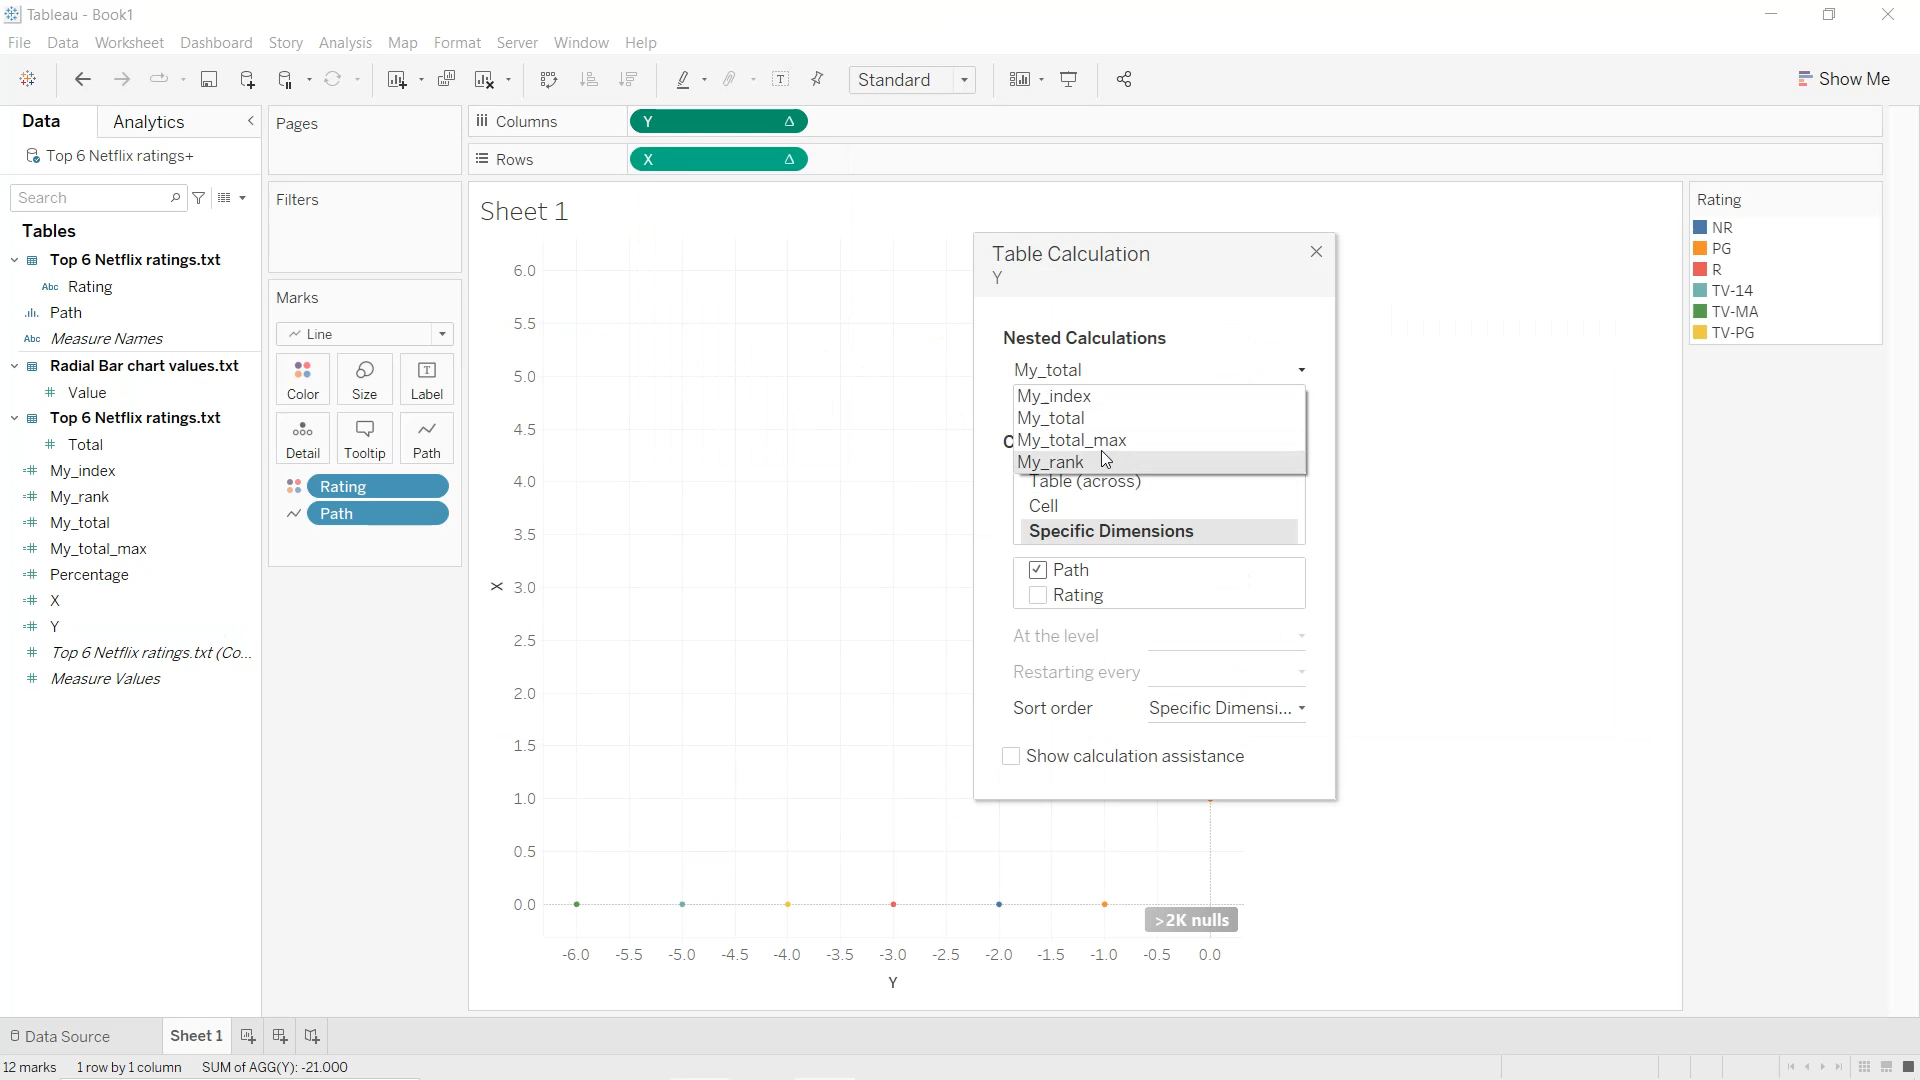 Tableau - Book1
File Data Worksheet Dashboard Story Analysis Map Format Server Window Help
Standard
Show Me
Data
Analytics
Top 6 Netflix ratings+
Search
Tables
Top 6 Netflix ratings.txt
Abc Rating
Path
Abc Measure Names
Radial Bar chart values.txt
# Value
Top 6 Netflix ratings.txt
# Total
=# My_index
=# My_rank
=# My_total
=# My_total_max
=# Percentage
=# X
=# Y
# Top 6 Netflix ratings.txt (Co...
# Measure Values
Pages
Filters
Marks
Line
Color
Size
Label
Detail
Tooltip
Path
Rating
Path
Columns
Y
Rows
X
Sheet 1
6.0
5.5
5.0
4.5
4.0
3.5
3.0
2.5
2.0
1.5
1.0
0.5
0.0
X
-6.0 -5.5 -5.0 -4.5 -4.0 -3.5 -3.0 -2.5 -2.0 -1.5 -1.0 -0.5 0.0
Y
>2K nulls
Table Calculation
Y
Nested Calculations
My_total
My_index
My_total
My_total_max
My_rank
C
Table (across)
Cell
Specific Dimensions
Path
Rating
At the level
Restarting every
Sort order
Specific Dimensi...
Show calculation assistance
Rating
NR
PG
R
TV-14
TV-MA
TV-PG
Data Source
Sheet 1
12 marks
1 row by 1 column
SUM of AGG(Y): -21.000